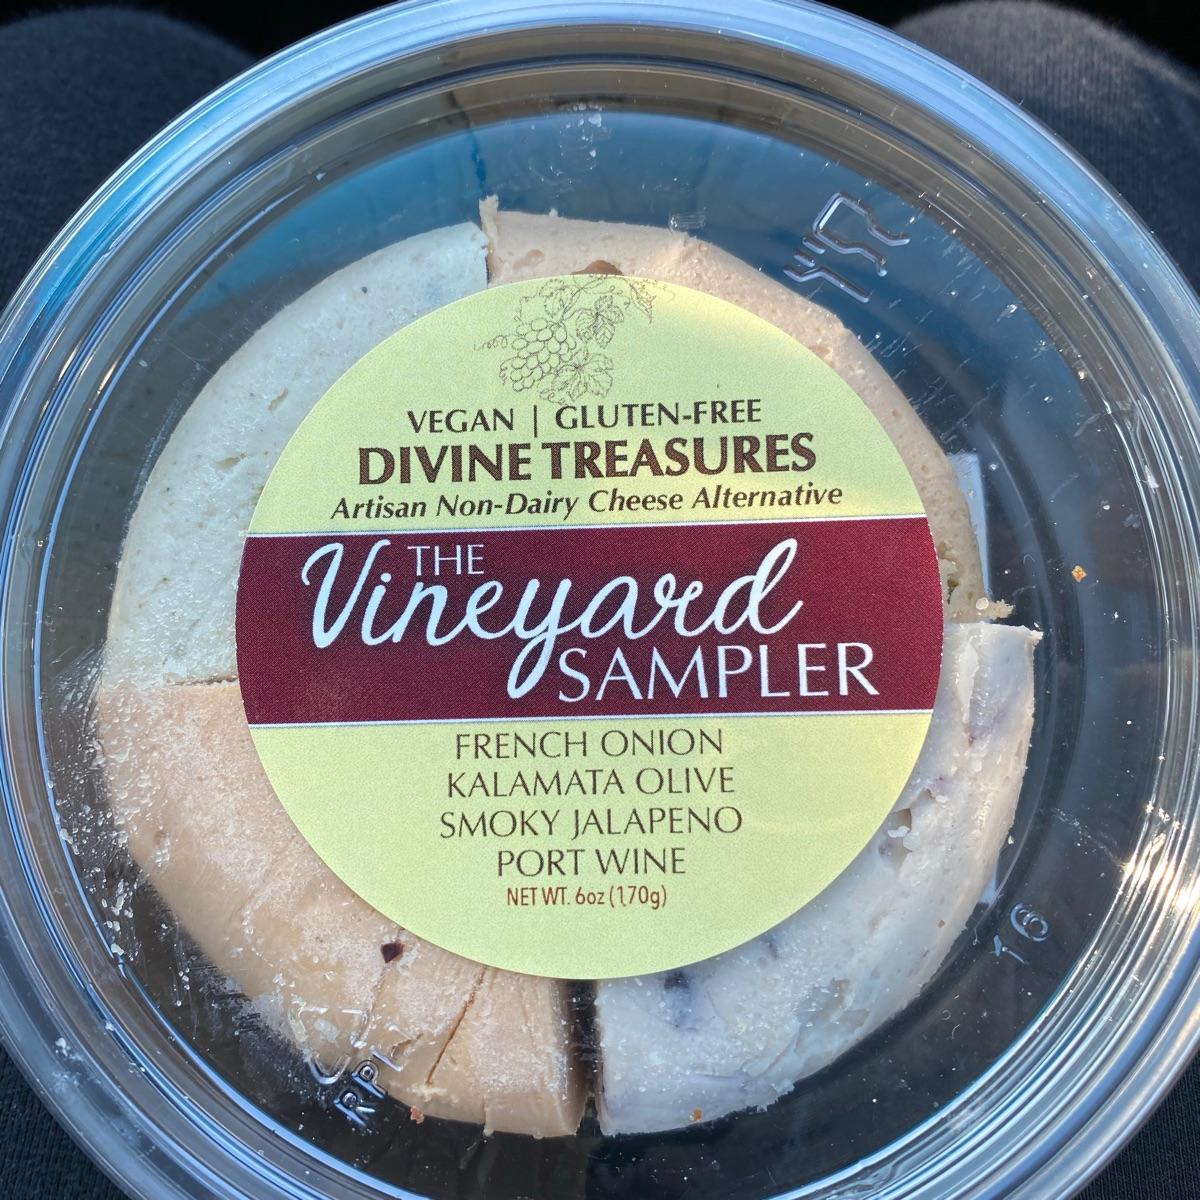 VEGAN | GLUTEN-FREE
DIVINE TREASURES
Artisan Non-Dairy Cheese Alternative
THE
Vineyard
SAMPLER
FRENCH ONION
KALAMATA OLIVE
SMOKY JALAPENO
PORT WINE
NET WT. 6oz (170g)
16